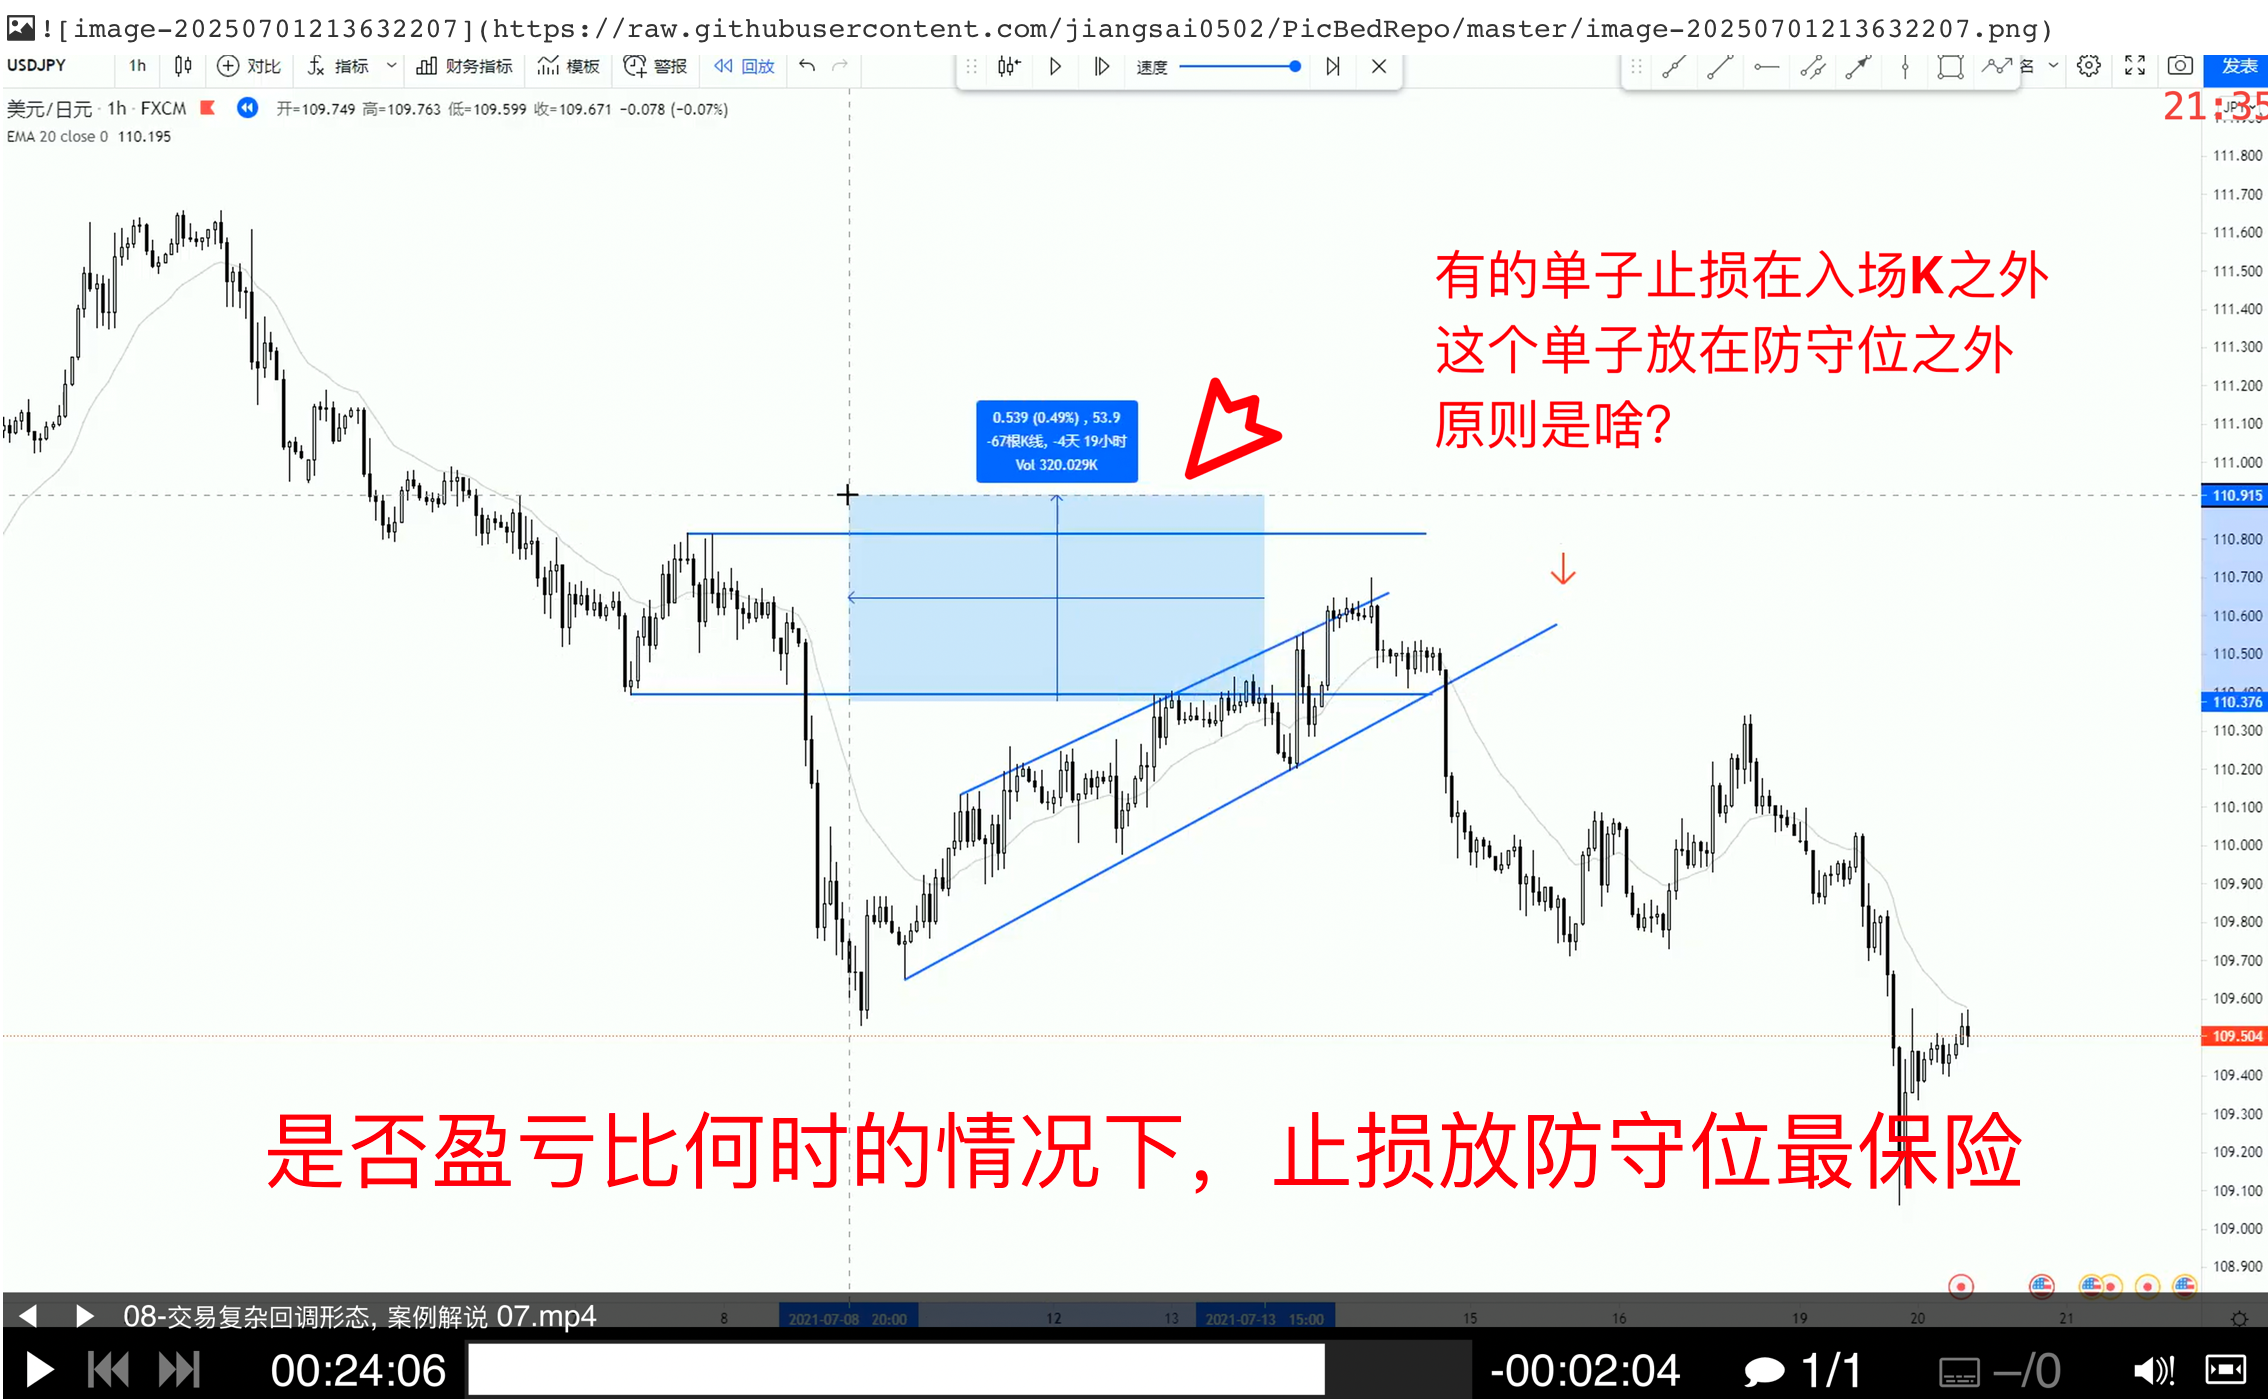 ![image-20250701213632207](https://raw.githubusercontent.com/jiangsai0502/PicBedRepo/master/image-20250701213632207.png)
USDJPY 1h 对比 指标 财务指标 模板 警报 回放 速度 名 发表
美元/日元 · 1h · FXCM 开=109.749 高=109.763 低=109.599 收=109.671 −0.078 (−0.07%)
21:35
EMA 20 close 0 110.195
111.800
111.700
111.600
111.500
111.400
111.300
111.200
111.100
111.000
110.915
110.800
110.700
110.600
110.500
110.376
110.300
110.200
110.100
110.000
109.900
109.800
109.700
109.600
109.504
109.400
109.300
109.200
109.100
109.000
108.900
有的单子止损在入场K之外
这个单子放在防守位之外
原则是啥?
0.539 (0.49%) , 53.9
-67根K线, -4天 19小时
Vol 320.029K
是否盈亏比何时的情况下，止损放防守位最保险
08-交易复杂回调形态, 案例解说 07.mp4
8 2021-07-08 20:00 12 13 2021-07-13 15:00 15 16 19 20 21
00:24:06 -00:02:04 1/1 –/0